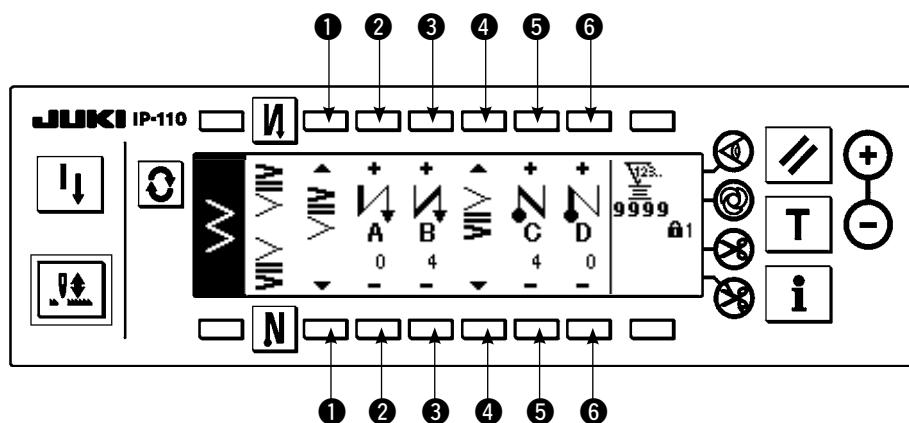 ❶ ❷ ❸ ❹ ❺ ❻
JUKI IP-110
123..
9999
1
A B C D
0 4 4 0
T
i
❶ ❷ ❸ ❹ ❺ ❻